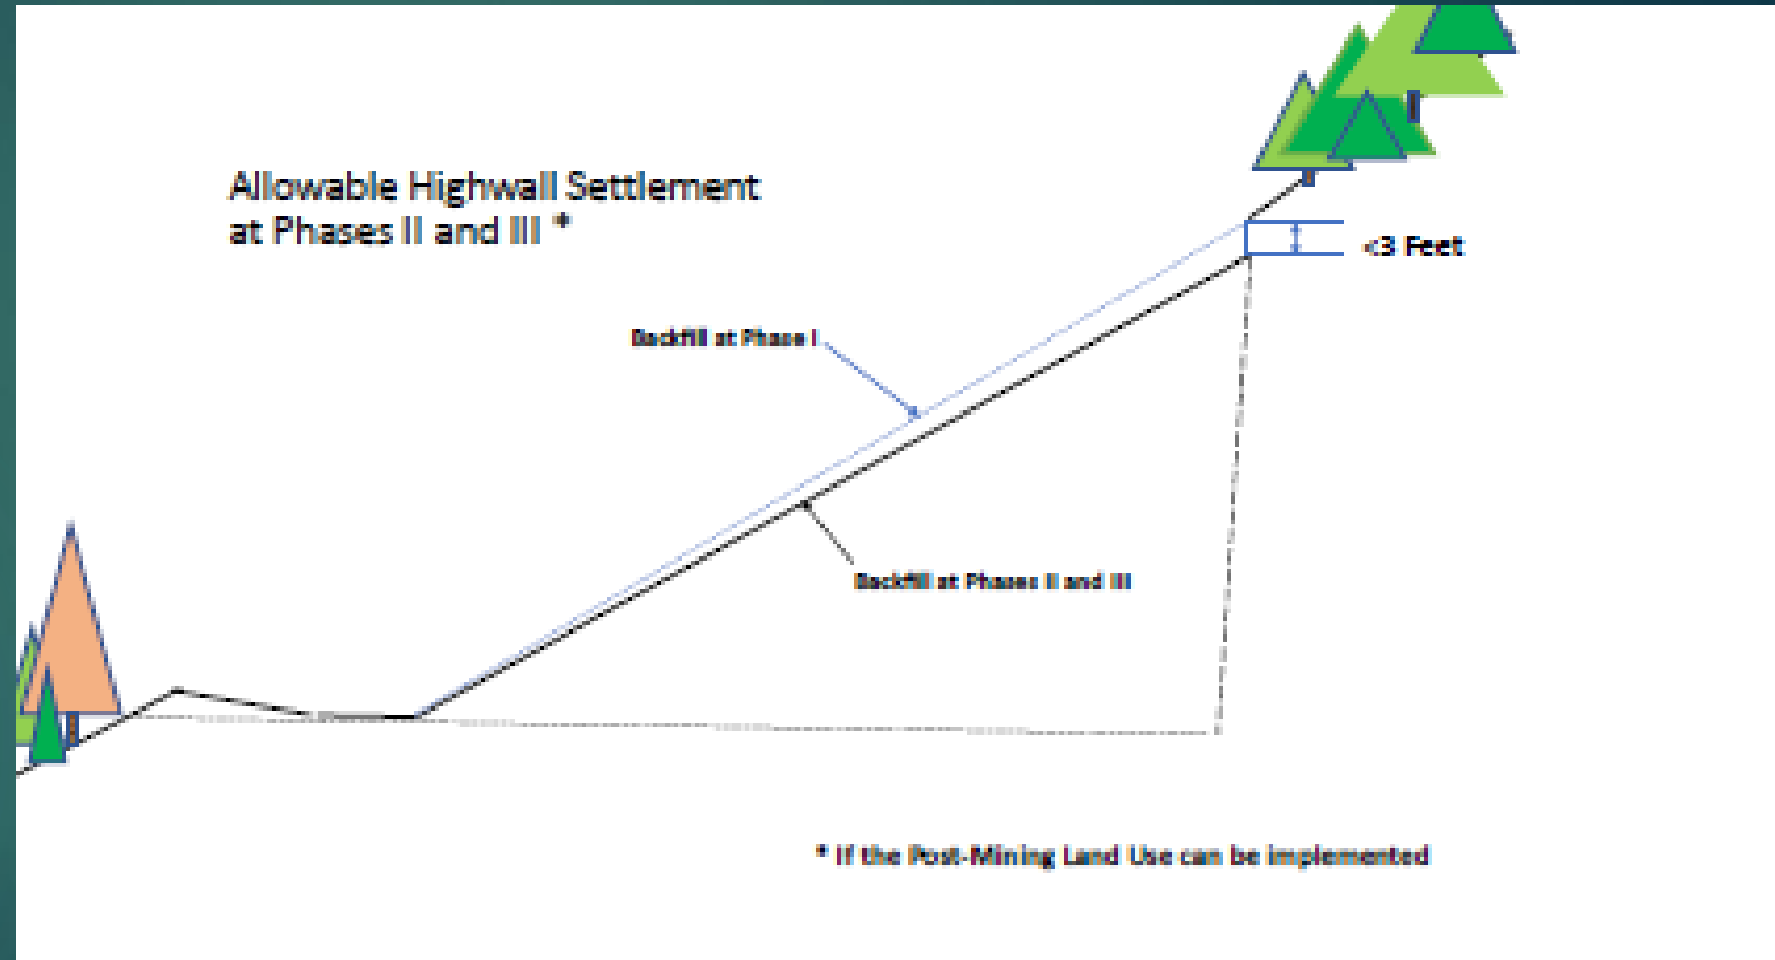 Allowable Highwall Settlement
at Phases II and III *
<3 Feet
Backfill at Phase I
Backfill at Phases II and III
* If the Post-Mining Land Use can be implemented